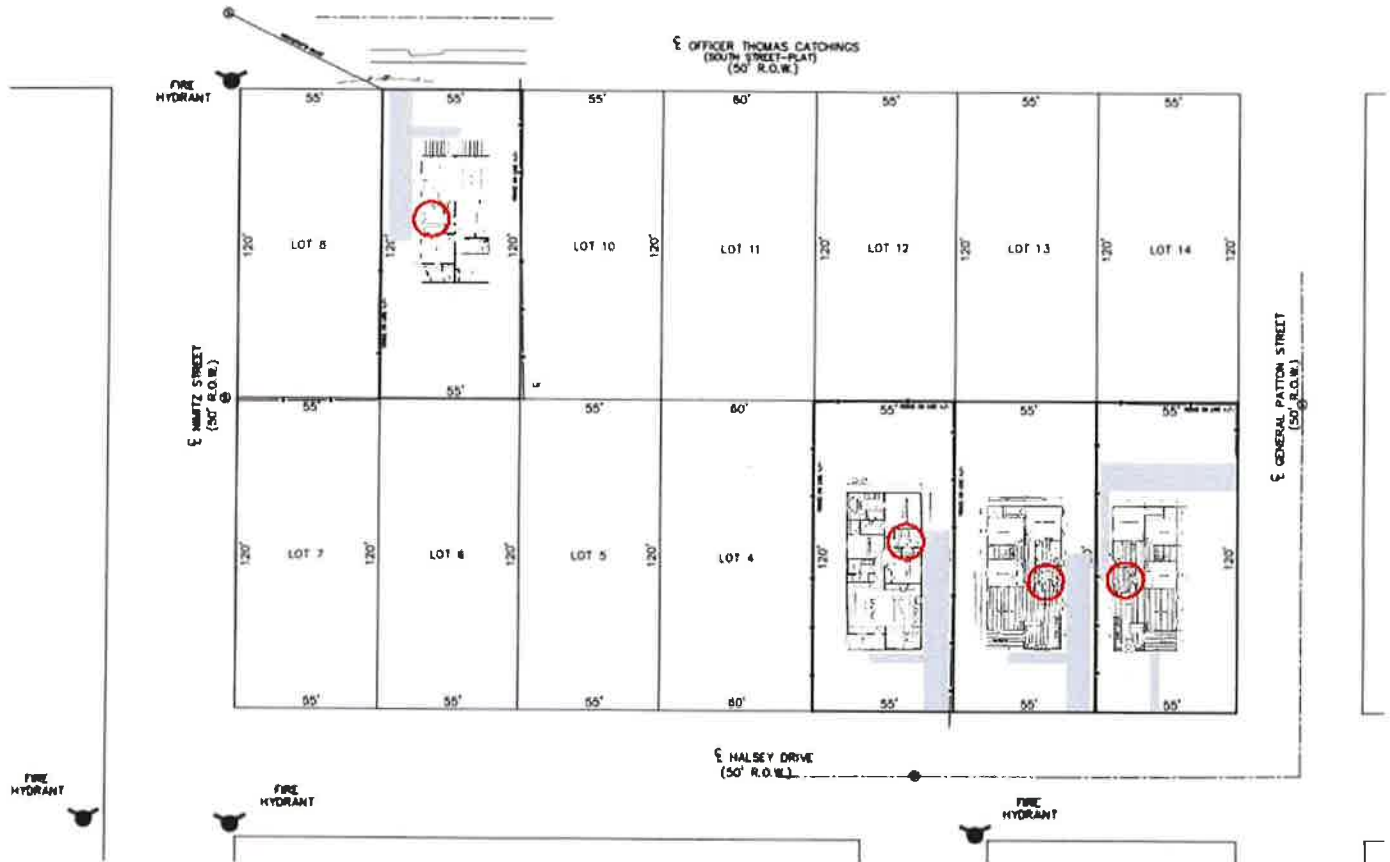 ℄ OFFICER THOMAS CATCHINGS
(SOUTH STREET-PLAT)
(50' R.O.W.)
FIRE
HYDRANT
55'
55'
55'
60'
55'
55'
55'
120'
LOT 8
120'
120'
LOT 10
120'
LOT 11
120'
LOT 12
120'
LOT 13
120'
LOT 14
℄ NIMITZ STREET
(50' R.O.W.)
℄ GENERAL PATTON STREET
(50' R.O.W.)
55'
55'
55'
60'
55'
55'
55'
120'
LOT 7
120'
LOT 6
120'
LOT 5
120'
LOT 4
120'
120'
55'
55'
55'
60'
55'
55'
55'
℄ HALSEY DRIVE
(50' R.O.W.)
FIRE
HYDRANT
FIRE
HYDRANT
FIRE
HYDRANT